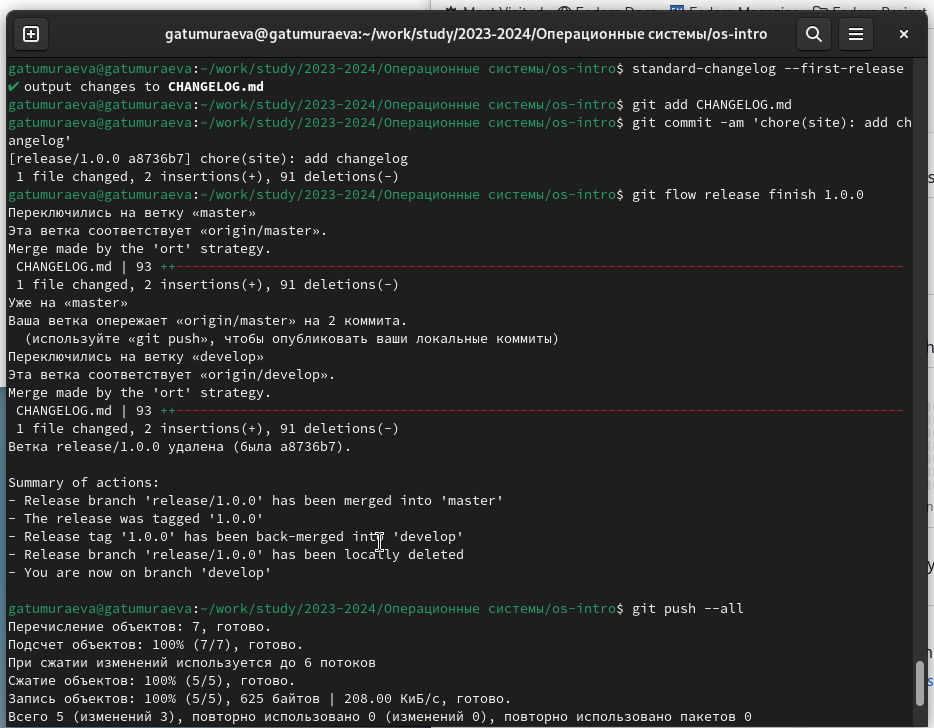 Most Visited Fedora Docs Fedora Magazine Fedora Project
gatumuraeva@gatumuraeva:~/work/study/2023-2024/Операционные системы/os-intro
gatumuraeva@gatumuraeva:~/work/study/2023-2024/Операционные системы/os-intro$ standard-changelog --first-release
✔ output changes to CHANGELOG.md
gatumuraeva@gatumuraeva:~/work/study/2023-2024/Операционные системы/os-intro$ git add CHANGELOG.md
gatumuraeva@gatumuraeva:~/work/study/2023-2024/Операционные системы/os-intro$ git commit -am 'chore(site): add ch
angelog'
[release/1.0.0 a8736b7] chore(site): add changelog
1 file changed, 2 insertions(+), 91 deletions(-)
gatumuraeva@gatumuraeva:~/work/study/2023-2024/Операционные системы/os-intro$ git flow release finish 1.0.0
Переключились на ветку «master»
Эта ветка соответствует «origin/master».
Merge made by the 'ort' strategy.
CHANGELOG.md | 93 ++-------------------------------------------------------------------------------------------
1 file changed, 2 insertions(+), 91 deletions(-)
Уже на «master»
Ваша ветка опережает «origin/master» на 2 коммита.
(используйте «git push», чтобы опубликовать ваши локальные коммиты)
Переключились на ветку «develop»
Эта ветка соответствует «origin/develop».
Merge made by the 'ort' strategy.
CHANGELOG.md | 93 ++-------------------------------------------------------------------------------------------
1 file changed, 2 insertions(+), 91 deletions(-)
Ветка release/1.0.0 удалена (была a8736b7).
Summary of actions:
- Release branch 'release/1.0.0' has been merged into 'master'
- The release was tagged '1.0.0'
- Release tag '1.0.0' has been back-merged into 'develop'
- Release branch 'release/1.0.0' has been locally deleted
- You are now on branch 'develop'
gatumuraeva@gatumuraeva:~/work/study/2023-2024/Операционные системы/os-intro$ git push --all
Перечисление объектов: 7, готово.
Подсчет объектов: 100% (7/7), готово.
При сжатии изменений используется до 6 потоков
Сжатие объектов: 100% (5/5), готово.
Запись объектов: 100% (5/5), 625 байтов | 208.00 КиБ/с, готово.
Всего 5 (изменений 3), повторно использовано 0 (изменений 0), повторно использовано пакетов 0